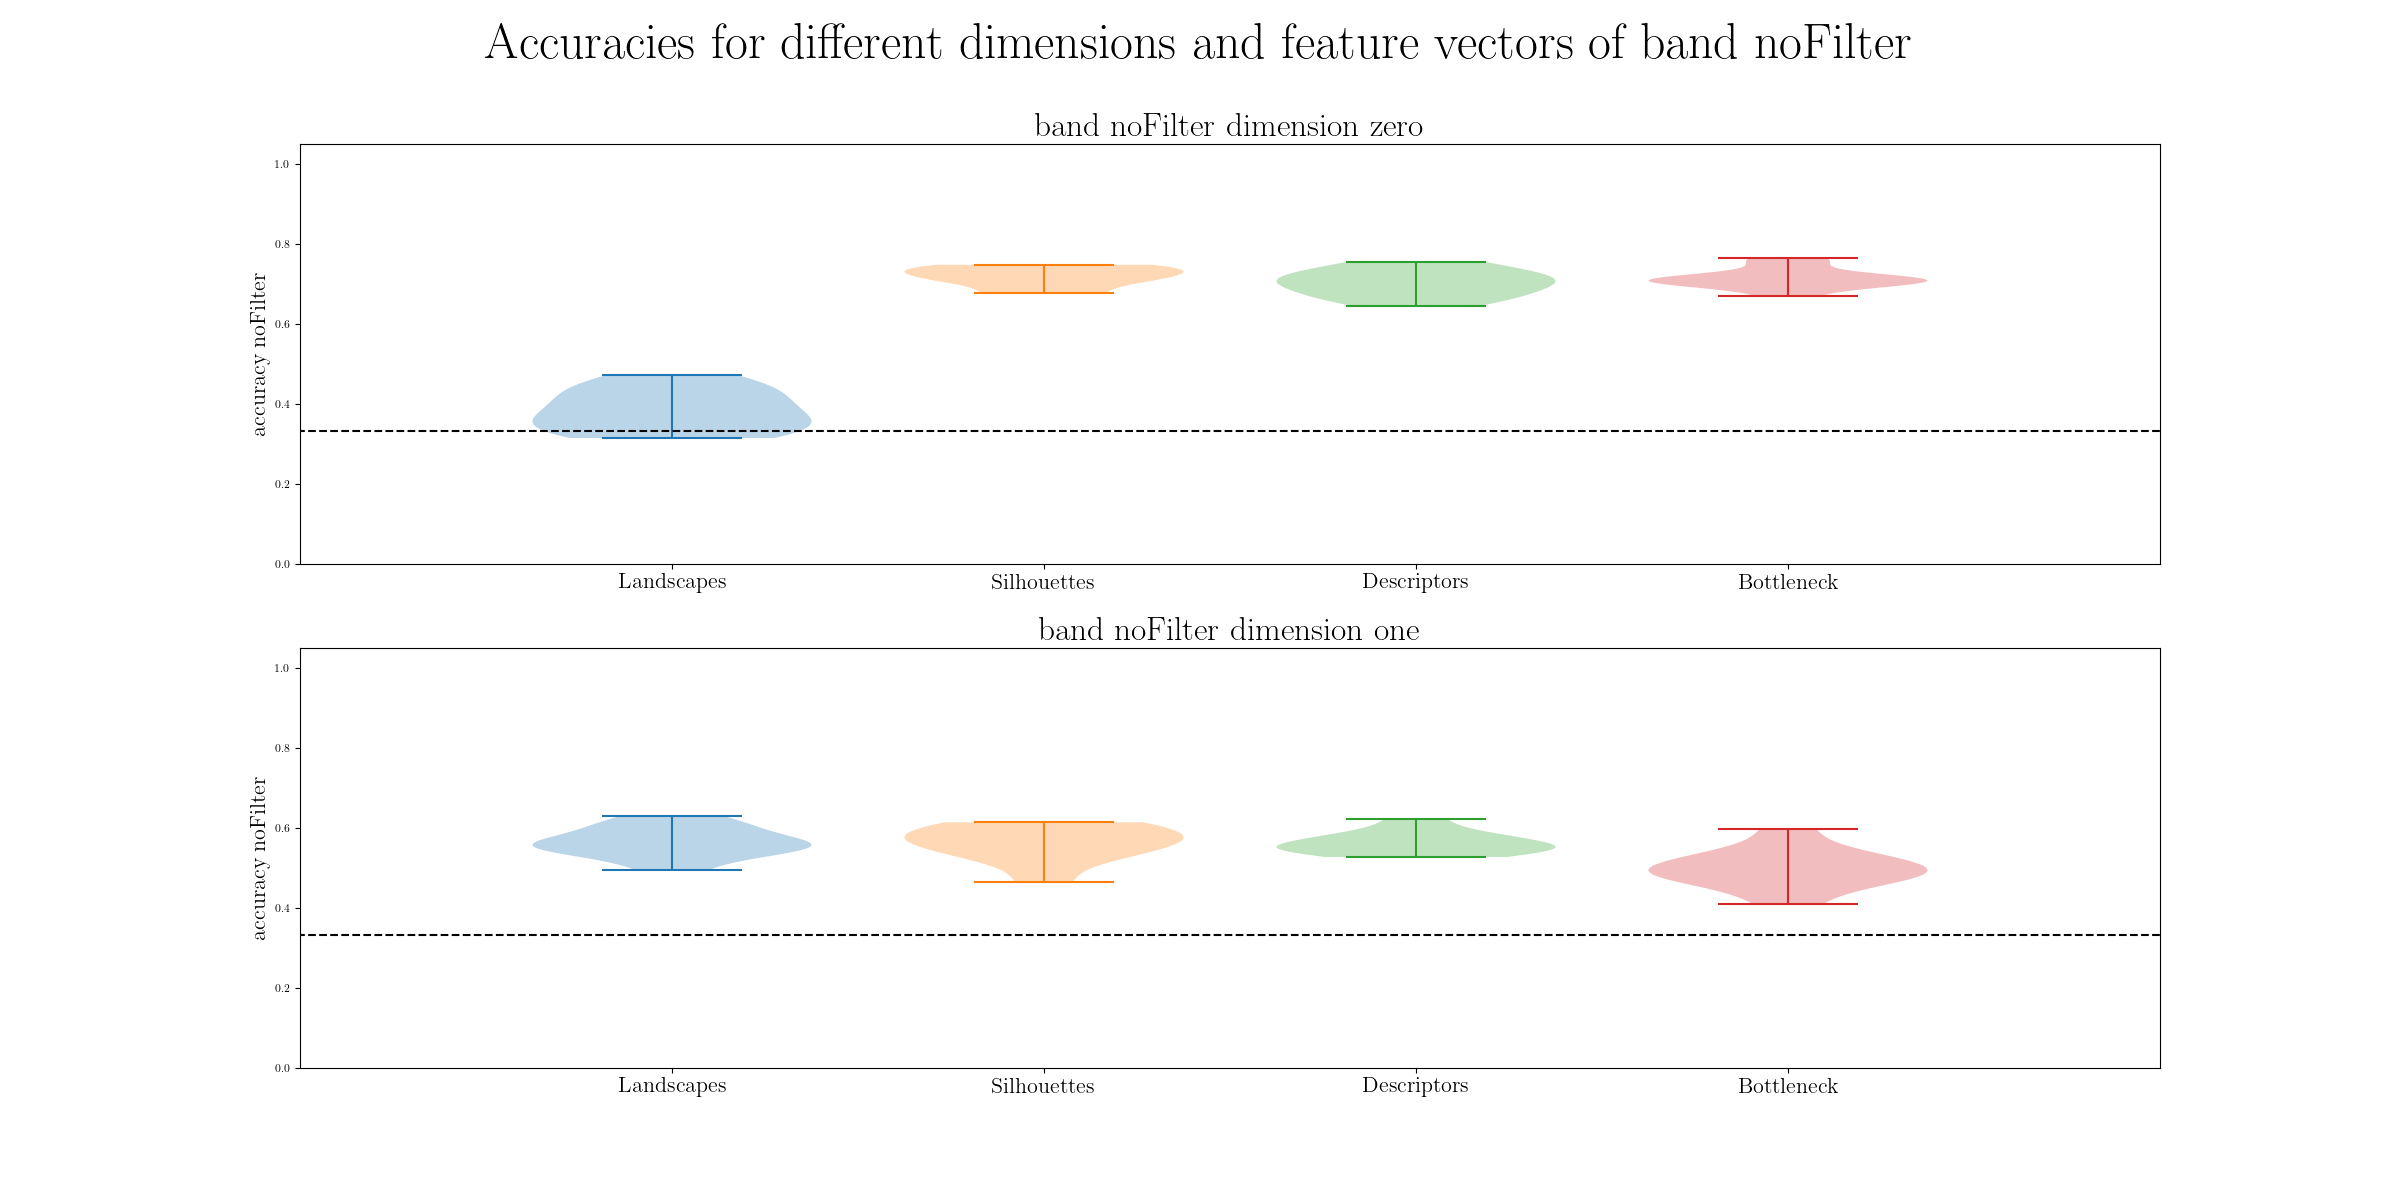 Accuracies for different dimensions and feature vectors of band noFilter
band noFilter dimension zero
accuracy noFilter
1.0
0.8
0.6
0.4
0.2
0.0
Landscapes Silhouettes Descriptors Bottleneck
band noFilter dimension one
accuracy noFilter
1.0
0.8
0.6
0.4
0.2
0.0
Landscapes Silhouettes Descriptors Bottleneck